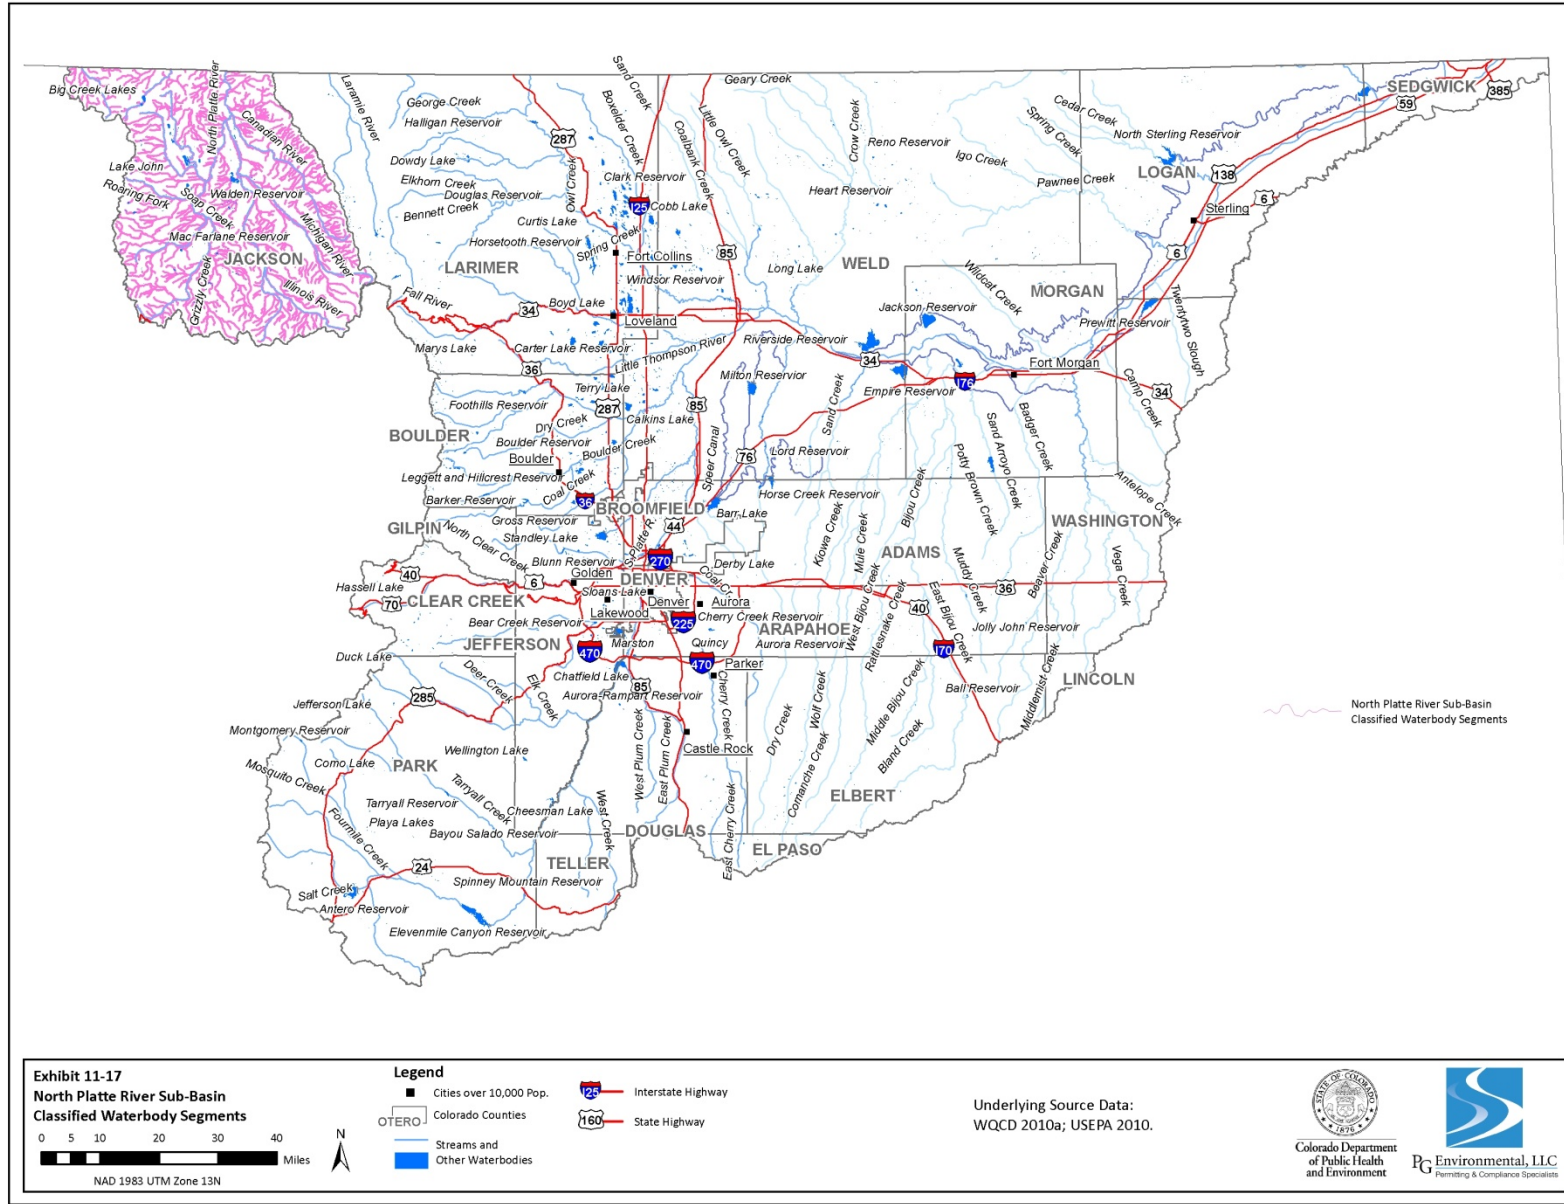 Big Creek Lakes
North Platte River
Canadian River
Lake John
Roaring Fork
Soap Creek
Walden Reservoir
Mac Farlane Reservoir
JACKSON
Michigan River
Illinois River
Grizzly Creek
Laramie River
George Creek
Halligan Reservoir
287
Dowdy Lake
Elkhorn Creek
Douglas Reservoir
Bennett Creek
Owl Creek
Sand Creek
Boxelder Creek
Clark Reservoir
I25
Cobb Lake
Curtis Lake
Horsetooth Reservoir
Spring Creek
Fort Collins
LARIMER
Windsor Reservoir
Fall River
34
Boyd Lake
Loveland
Marys Lake
Carter Lake Reservoir
Little Thompson River
36
Geary Creek
Little Owl Creek
Coalbank Creek
Crow Creek
Reno Reservoir
Igo Creek
Heart Reservoir
85
Long Lake
WELD
Cedar Creek
Spring Creek
North Sterling Reservoir
Pawnee Creek
LOGAN
138
Sterling
6
6
SEDGWICK
59
385
Wildcat Creek
MORGAN
Jackson Reservoir
Prewitt Reservoir
Twentytwo Slough
Riverside Reservoir
34
Fort Morgan
I76
Empire Reservoir
Camp Creek
34
Milton Reservior
Sand Creek
Terry Lake
287
85
Calkins Lake
Foothills Reservoir
Dry Creek
BOULDER
Boulder Reservoir
Boulder Creek
Boulder
Leggett and Hillcrest Reservoir
Coal Creek
Barker Reservoir
36
Speer Canal
76
Lord Reservoir
Horse Creek Reservoir
BROOMFIELD
Barr Lake
44
GILPIN
North Clear Creek
Gross Reservoir
Standley Lake
S Platte R.
Blunn Reservoir
270
Derby Lake
Golden
DENVER
Coal Cr
Hassell Lake
40
6
70
CLEAR CREEK
Sloans Lake
Denver
Lakewood
Aurora
Bear Creek Reservoir
225
Cherry Creek Reservoir
JEFFERSON
470
Marston
Quincy
ARAPAHOE
Aurora Reservoir
470
Parker
Badger Creek
Sand Arroyo Creek
Potty Brown Creek
Bijou Creek
Antelope Creek
WASHINGTON
Kiowa Creek
Mule Creek
ADAMS
Muddy Creek
Beaver Creek
Vega Creek
36
West Bijou Creek
Rattlesnake Creek
East Bijou Creek
40
Jolly John Reservoir
I70
Middlemist Creek
LINCOLN
Ball Reservoir
Duck Lake
Deer Creek
Elk Creek
Chatfield Lake
85
Aurora-Rampart Reservoir
285
Jefferson Lake
Montgomery Reservoir
Como Lake
PARK
Wellington Lake
Mosquito Creek
Tarryall Reservoir
Tarryall Creek
Playa Lakes
Cheesman Lake
Bayou Salado Reservoir
Fourmile Creek
West Creek
West Plum Creek
East Plum Creek
Cherry Creek
Castle Rock
Dry Creek
Wolf Creek
Comanche Creek
Middle Bijou Creek
Bland Creek
ELBERT
DOUGLAS
East Cherry Creek
EL PASO
TELLER
24
Spinney Mountain Reservoir
Salt Creek
Antero Reservoir
Elevenmile Canyon Reservoir
North Platte River Sub-Basin
Classified Waterbody Segments
Exhibit 11-17
North Platte River Sub-Basin
Classified Waterbody Segments
0 5 10 20 30 40
Miles
N
NAD 1983 UTM Zone 13N
Legend
Cities over 10,000 Pop.
OTERO
Colorado Counties
Streams and
Other Waterbodies
I25
Interstate Highway
160
State Highway
Underlying Source Data:
WQCD 2010a; USEPA 2010.
STATE OF COLORADO
1876
Colorado Department
of Public Health
and Environment
PG Environmental, LLC
Permitting & Compliance Specialists